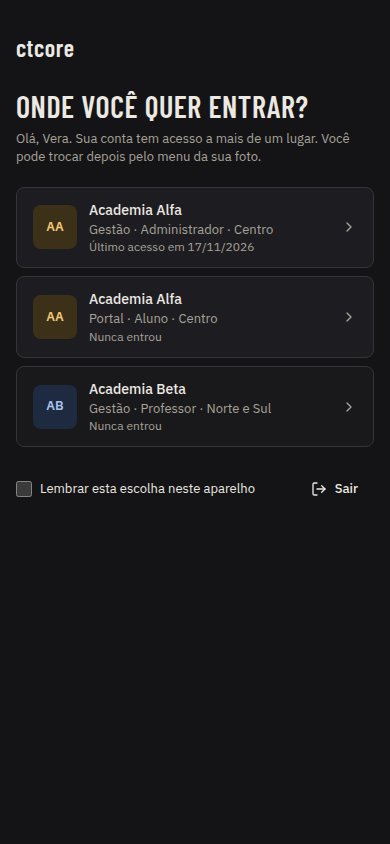 ctcore
ONDE VOCÊ QUER ENTRAR?
Olá, Vera. Sua conta tem acesso a mais de um lugar. Você
pode trocar depois pelo menu da sua foto.
AA
Academia Alfa
Gestão · Administrador · Centro
Último acesso em 17/11/2026
AA
Academia Alfa
Portal · Aluno · Centro
Nunca entrou
AB
Academia Beta
Gestão · Professor · Norte e Sul
Nunca entrou
Lembrar esta escolha neste aparelho
Sair